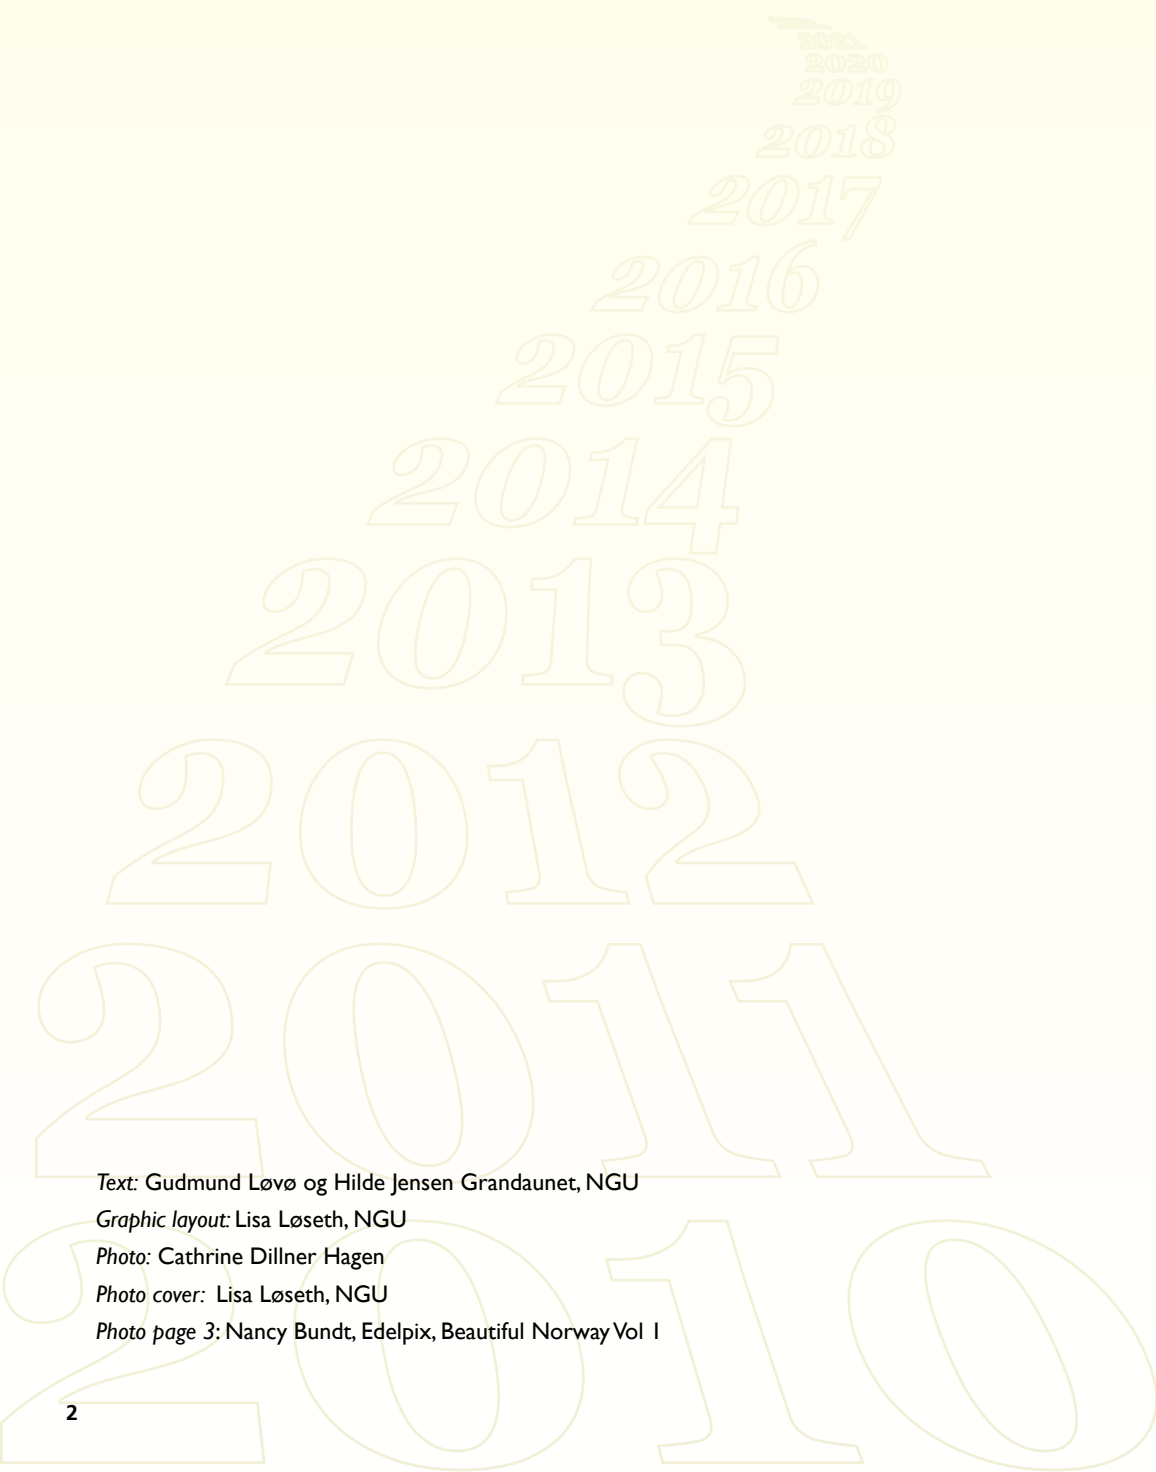 2021
2020
2019
2018
2017
2016
2015
2014
2013
2012
2011
2010
Text: Gudmund Løvø og Hilde Jensen Grandaunet, NGU
Graphic layout: Lisa Løseth, NGU
Photo: Cathrine Dillner Hagen
Photo cover: Lisa Løseth, NGU
Photo page 3: Nancy Bundt, Edelpix, Beautiful Norway Vol 1
2